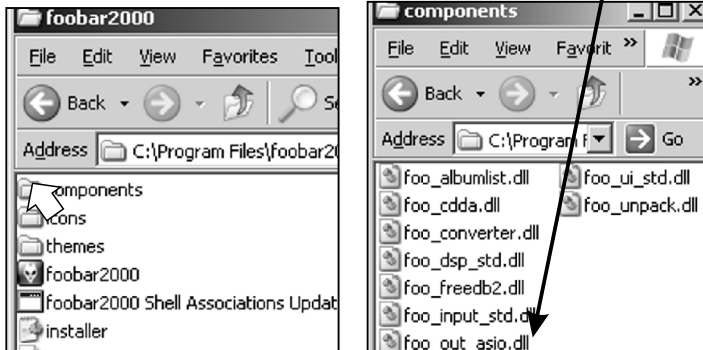 foobar2000
File Edit View Favorites Tool
Back
Address C:\Program Files\foobar2
components
icons
themes
foobar2000
foobar2000 Shell Associations Updat
installer
components
File Edit View Favorit »
Back »
Address C:\Program F Go
foo_albumlist.dll foo_ui_std.dll
foo_cdda.dll foo_unpack.dll
foo_converter.dll
foo_dsp_std.dll
foo_freedb2.dll
foo_input_std.dll
foo_out_asio.dll